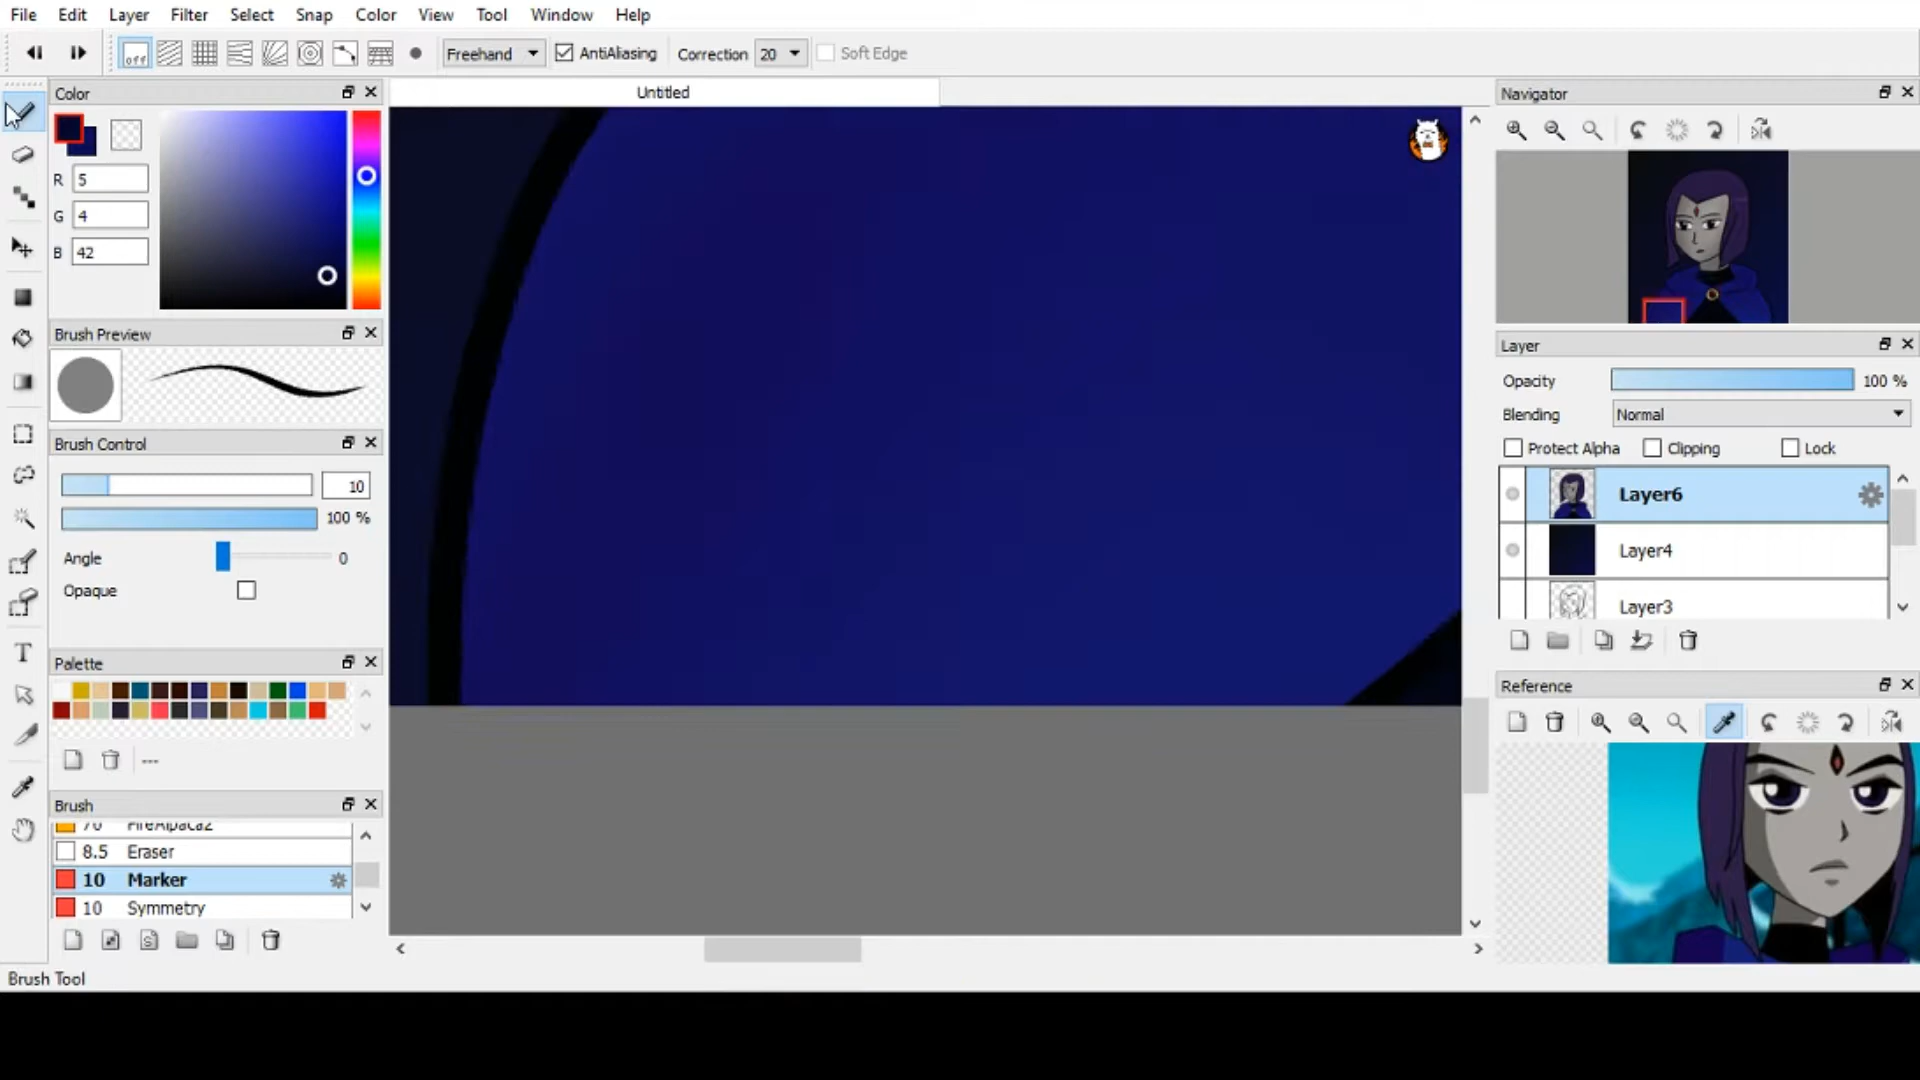 File Edit Layer Filter Select Snap Color View Tool Window Help
off Freehand AntiAliasing Correction 20 Soft Edge
Color
R 5
G 4
B 42
Brush Preview
Brush Control
10
100 %
Angle 0
Opaque
T
Palette
---
Brush
70 FireAlpaca2
8.5 Eraser
10 Marker
10 Symmetry
Brush Tool
Untitled
Navigator
Layer
Opacity 100 %
Blending Normal
Protect Alpha Clipping Lock
Layer6
Layer4
Layer3
Reference